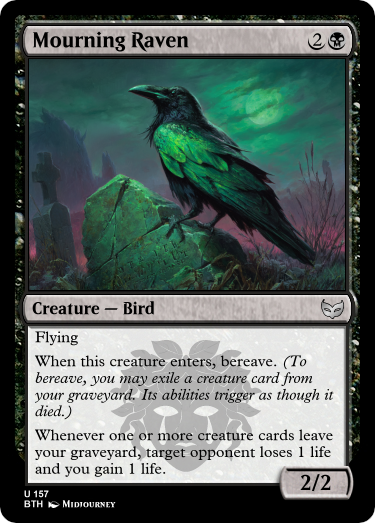 Mourning Raven 2
Creature — Bird
Flying
When this creature enters, bereave. (To
bereave, you may exile a creature card from
your graveyard. Its abilities trigger as though it
died.)
Whenever one or more creature cards leave
your graveyard, target opponent loses 1 life
and you gain 1 life.
2/2
U 157
BTH Midjourney